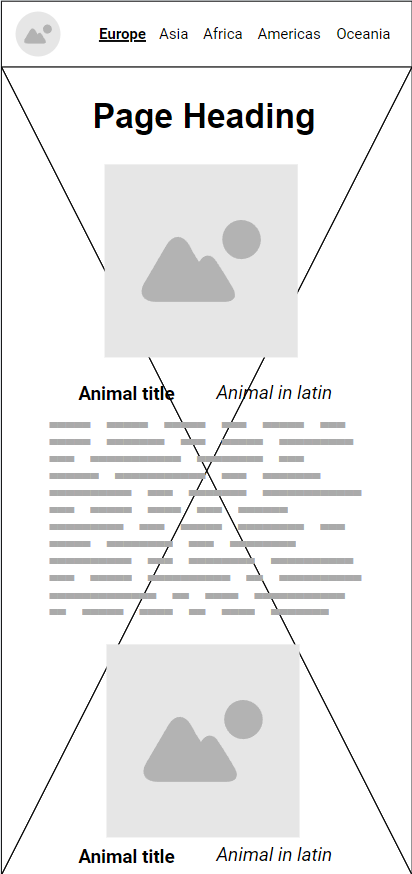 Europe Asia Africa Americas Oceania
Page Heading
Animal title Animal in latin
Animal title Animal in latin